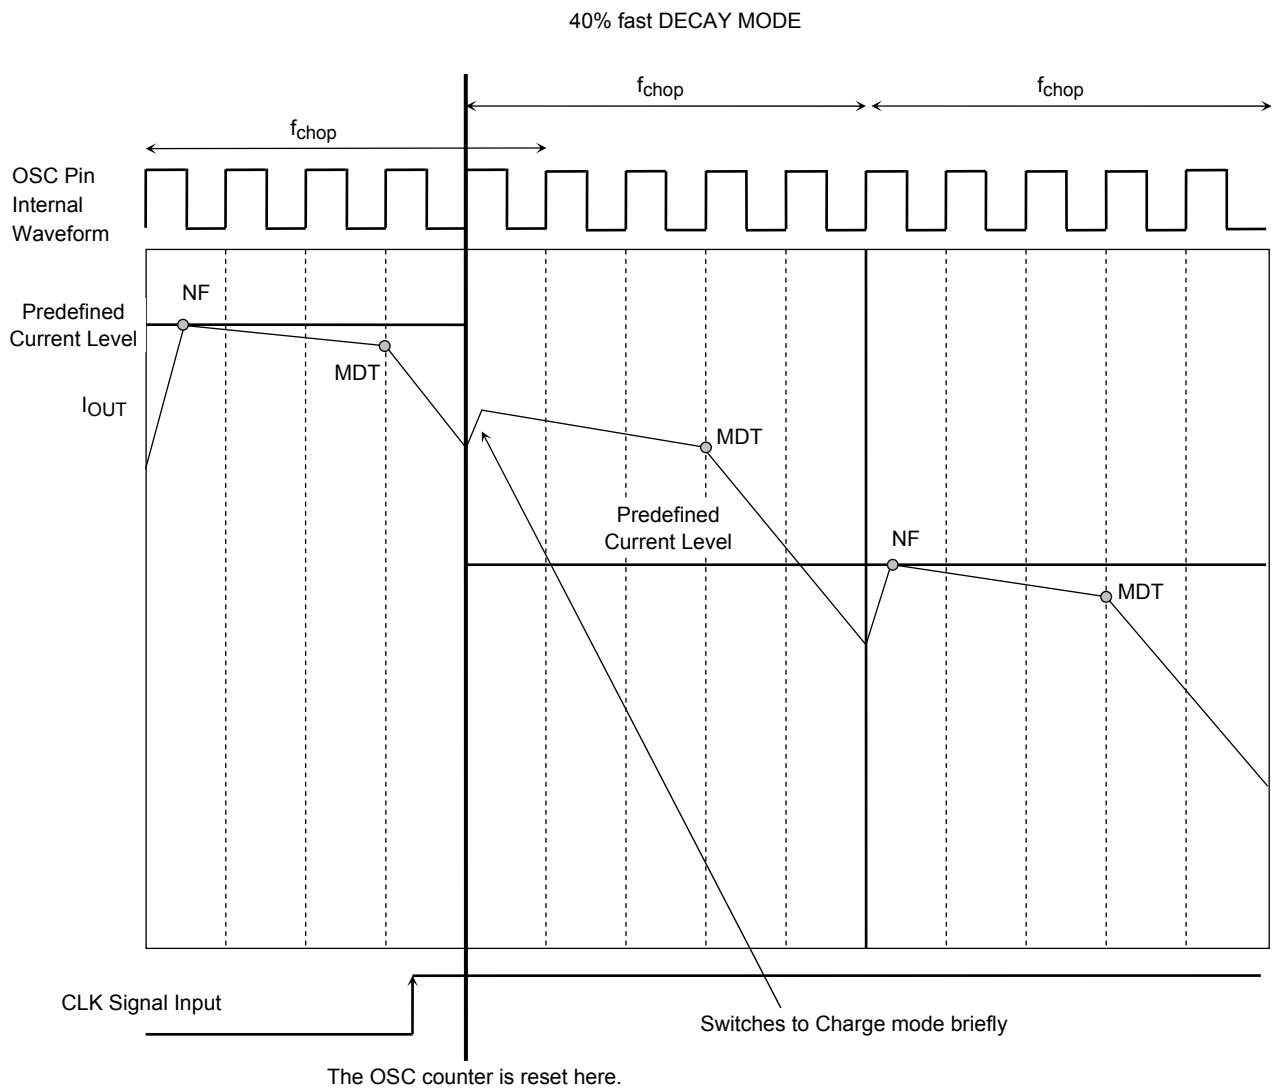 40% fast DECAY MODE
fchop
fchop
fchop
OSC Pin
Internal
Waveform
NF
Predefined
Current Level
MDT
IOUT
MDT
Predefined
Current Level
NF
MDT
CLK Signal Input
Switches to Charge mode briefly
The OSC counter is reset here.